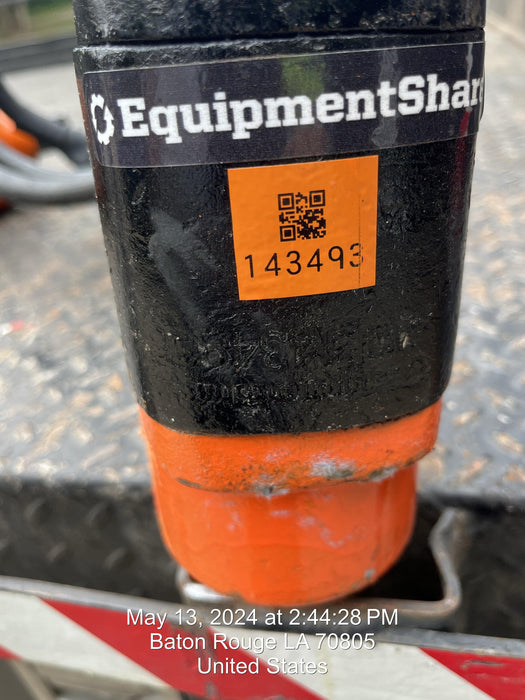 EquipmentShar
143493
May 13, 2024 at 2:44:28 PM
Baton Rouge LA 70805
United States